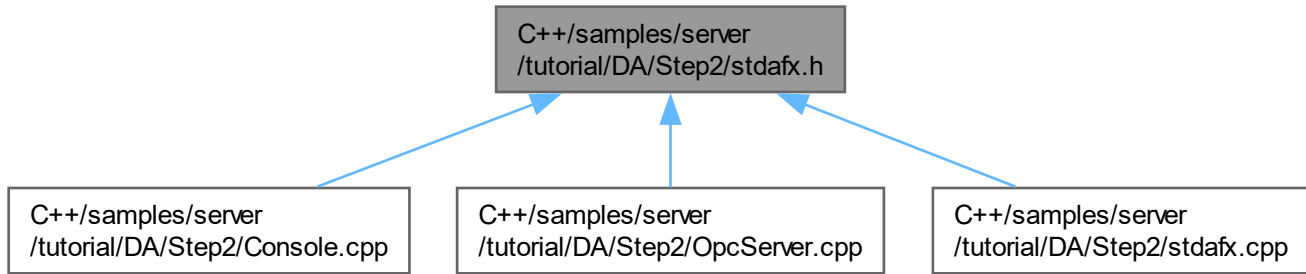 C++/samples/server
/tutorial/DA/Step2/stdafx.h
C++/samples/server
/tutorial/DA/Step2/Console.cpp
C++/samples/server
/tutorial/DA/Step2/OpcServer.cpp
C++/samples/server
/tutorial/DA/Step2/stdafx.cpp